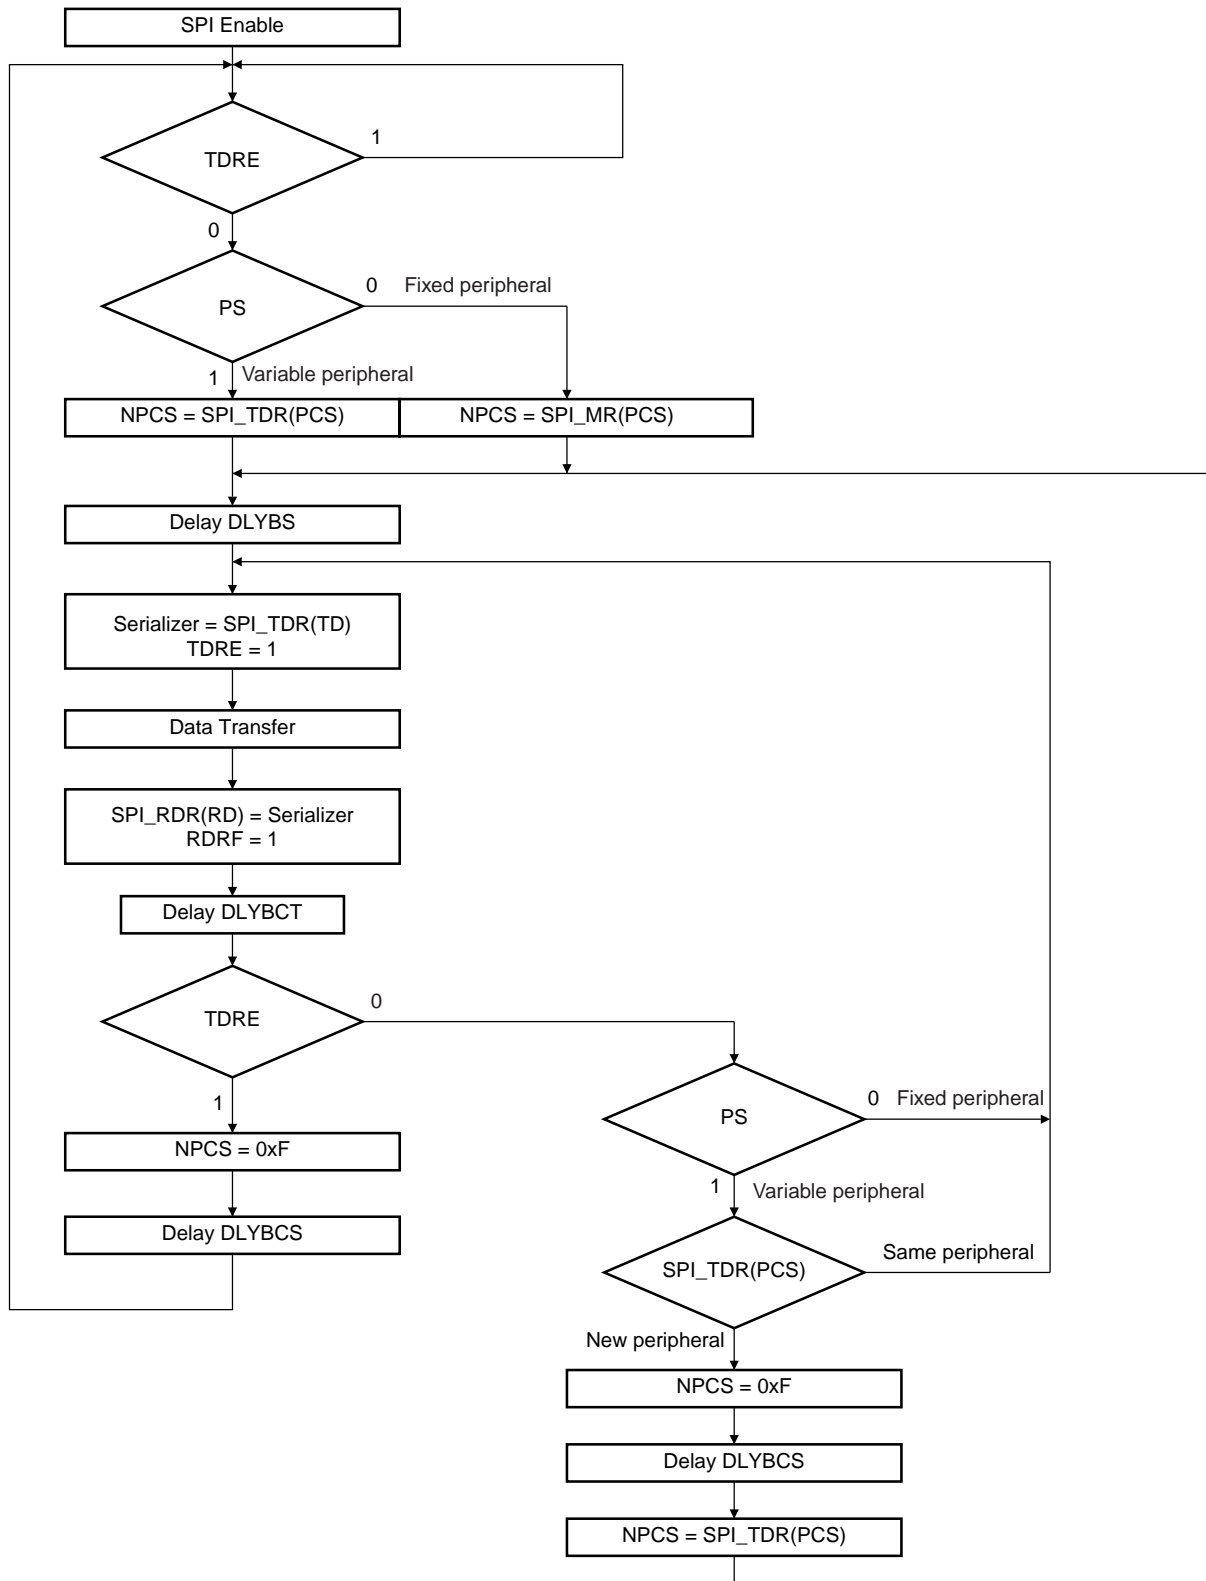 SPI Enable
TDRE
1
0
PS
0 Fixed peripheral
1 Variable peripheral
NPCS = SPI_TDR(PCS)
NPCS = SPI_MR(PCS)
Delay DLYBS
Serializer = SPI_TDR(TD)
TDRE = 1
Data Transfer
SPI_RDR(RD) = Serializer
RDRF = 1
Delay DLYBCT
TDRE
0
1
PS
0 Fixed peripheral
NPCS = 0xF
1 Variable peripheral
Delay DLYBCS
SPI_TDR(PCS)
Same peripheral
New peripheral
NPCS = 0xF
Delay DLYBCS
NPCS = SPI_TDR(PCS)